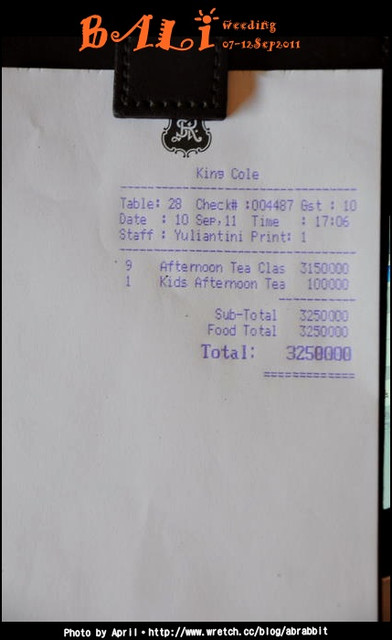 BALi Weeding
07-12Sep2011
SR
King Cole
Table: 28 Check# :004487 Gst : 10
Date : 10 Sep,11 Time : 17:06
Staff : Yuliantini Print: 1
9 Afternoon Tea Clas 3150000
1 Kids Afternoon Tea 100000
Sub-Total 3250000
Food Total 3250000
Total: 3250000
Photo by April • http://www.wretch.cc/blog/abrabbit